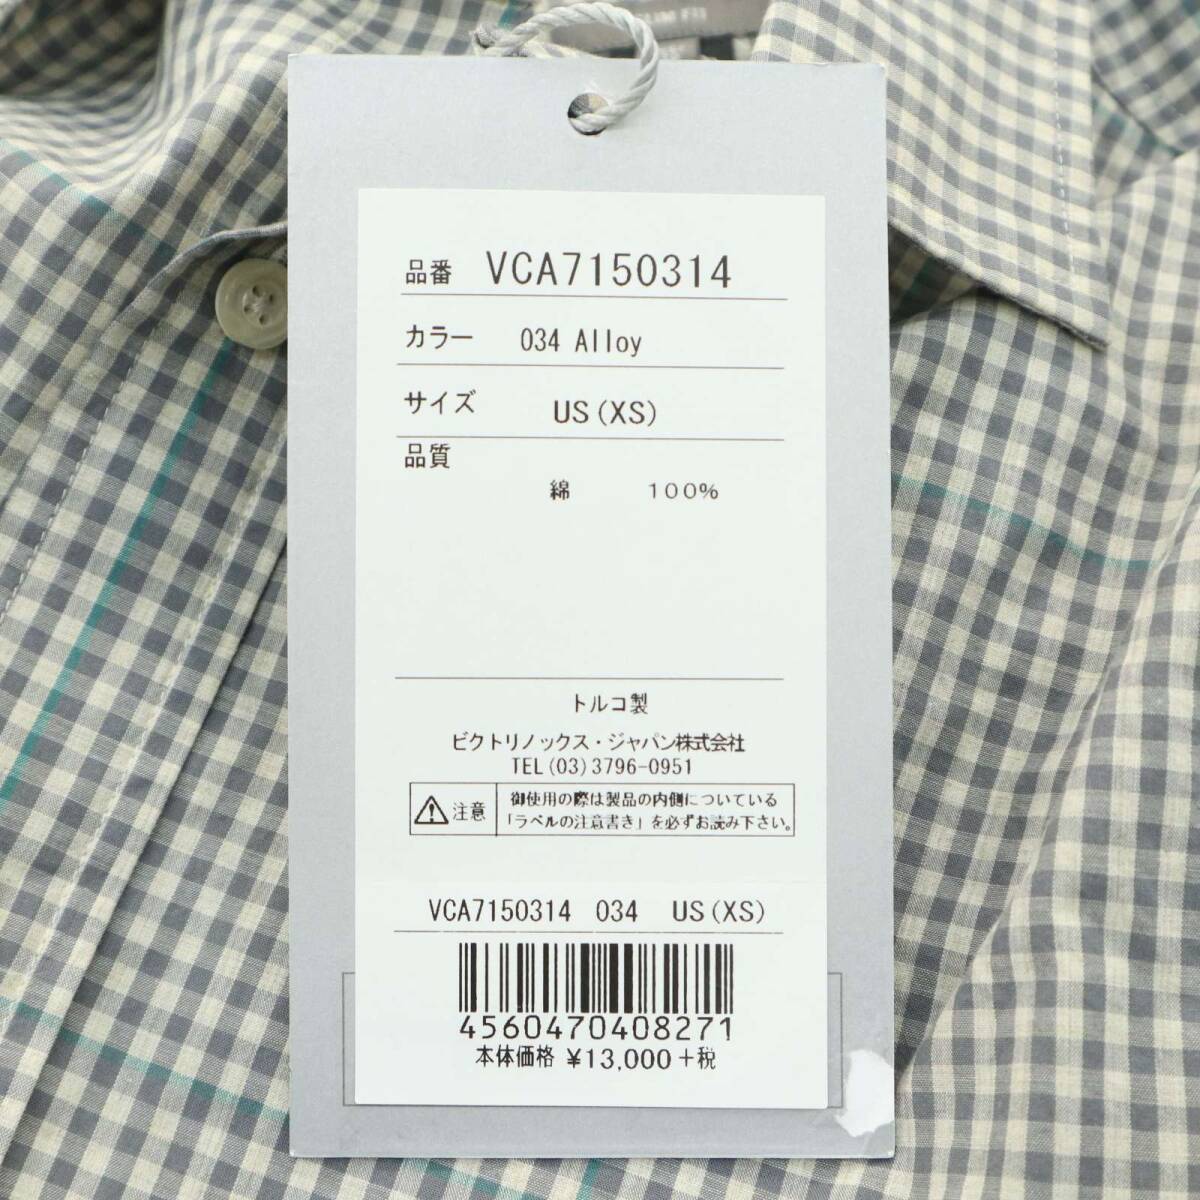 SLIM FIT
品番 VCA7150314
カラー 034 Alloy
サイズ US(XS)
品質
綿 100%
トルコ製
ビクトリノックス・ジャパン株式会社
TEL(03)3796-0951
注意 御使用の際は製品の内側についている
「ラベルの注意書き」を必ずお読み下さい。
VCA7150314 034 US(XS)
4560470408271
本体価格 ¥13,000+税